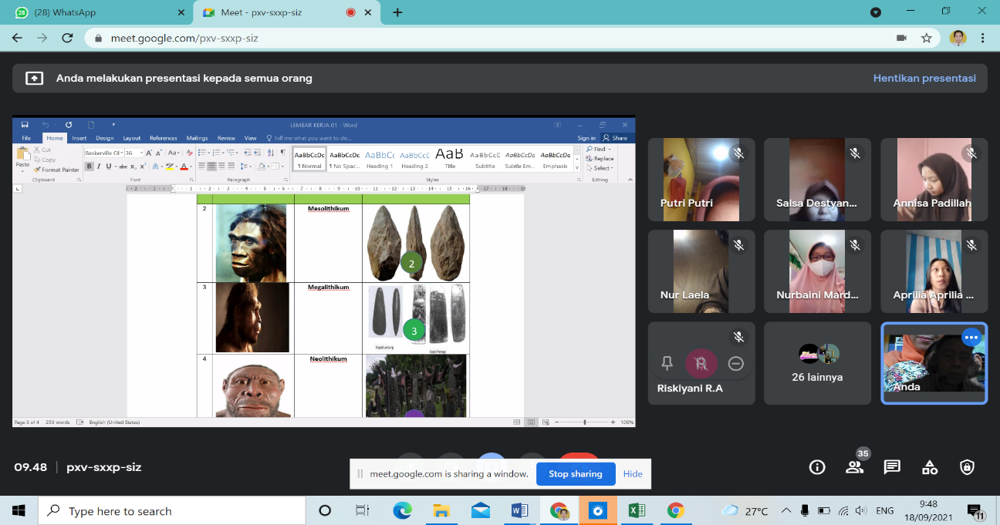 (28) WhatsApp
Meet - pxv-sxxp-siz
meet.google.com/pxv-sxxp-siz
Anda melakukan presentasi kepada semua orang
Hentikan presentasi
LEMBAR KERJA 01 - Word
File Home Insert Design Layout References Mailings Review View Tell me what you want to do... Sign in Share
Paste
Cut
Copy
Format Painter
Clipboard
Baskerville Ol 36
Font
Paragraph
AaBbCcDc AaBbCcDc AaBbCc AaBbCcE AaB AaBbCcC AaBbCcDc AaBbCcDc
¶ Normal ¶ No Spac... Heading 1 Heading 2 Title Subtitle Subtle Em... Emphasis
Styles
Find
Replace
Select
Editing
2 Mesolithikum 2
3 Megalithikum 3
4 Neolithikum
Page 3 of 4 259 words English (United States) 100%
Putri Putri
Salsa Destyan...
Annisa Padillah
Nur Laela
Nurbaini Mard...
Aprilia Aprilia ...
Riskiyani R.A
26 lainnya
Anda
09.48 pxv-sxxp-siz
meet.google.com is sharing a window. Stop sharing Hide
35
Type here to search
27°C
ENG
9:48
18/09/2021
11